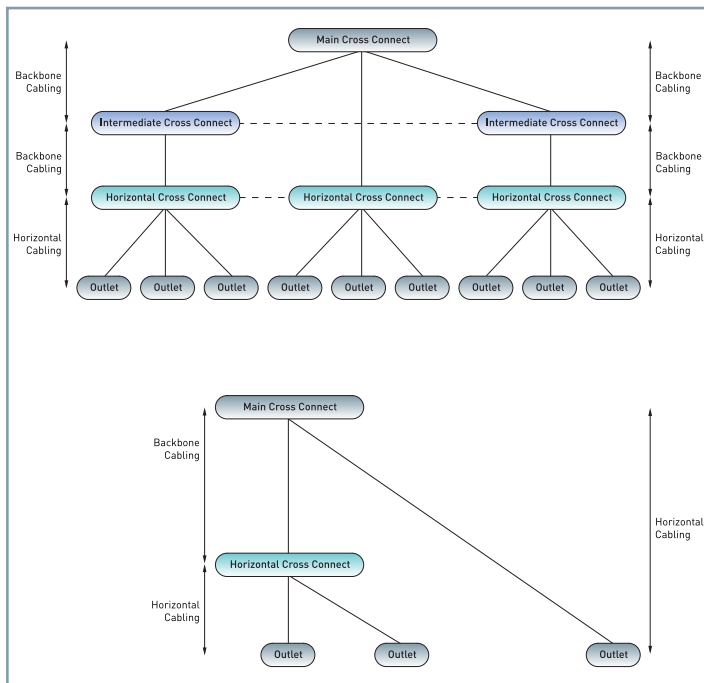 Main Cross Connect
Backbone
Cabling
Backbone
Cabling
Intermediate Cross Connect
Intermediate Cross Connect
Backbone
Cabling
Backbone
Cabling
Horizontal Cross Connect
Horizontal Cross Connect
Horizontal Cross Connect
Horizontal
Cabling
Horizontal
Cabling
Outlet
Outlet
Outlet
Outlet
Outlet
Outlet
Outlet
Outlet
Outlet
Main Cross Connect
Backbone
Cabling
Horizontal
Cabling
Horizontal Cross Connect
Horizontal
Cabling
Outlet
Outlet
Outlet